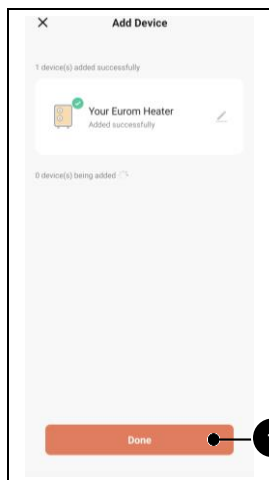 Add Device
1 device(s) added successfully
Your Eurom Heater
Added successfully
0 device(s) being added
Done